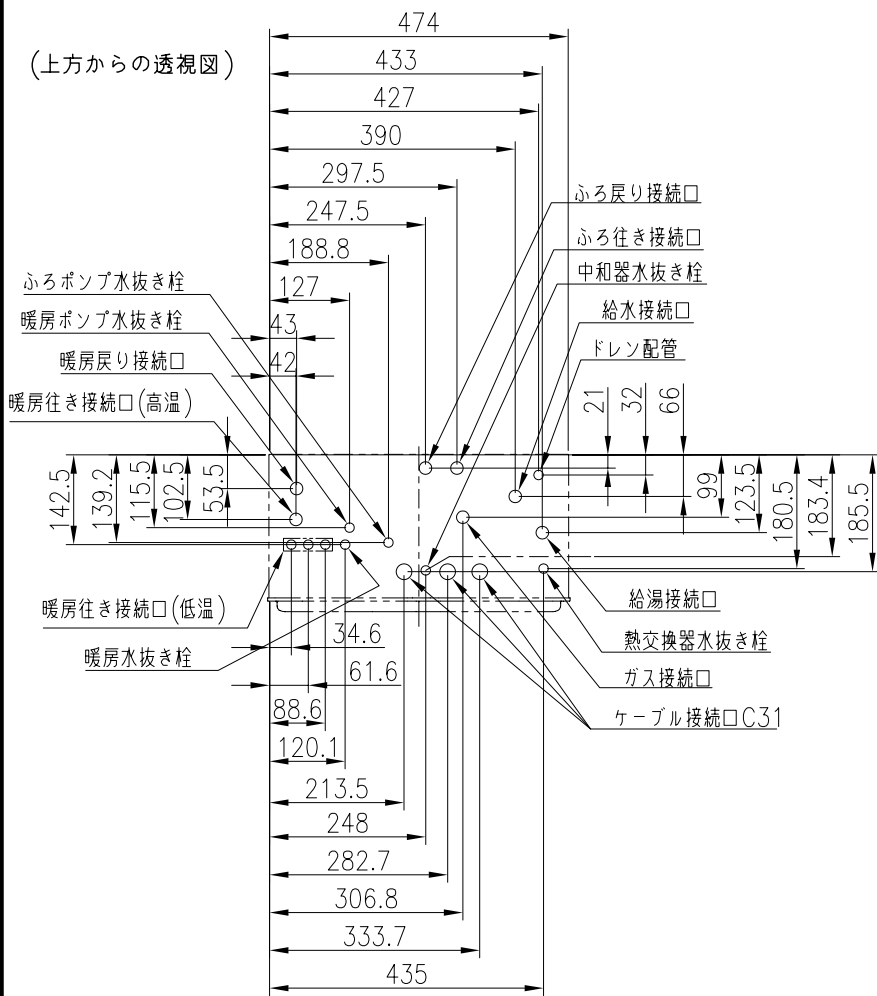 474
(上方からの透視図)
433
427
390
297.5
247.5
188.8
127
43
42
ふろ戻り接続口
ふろ往き接続口
中和器水抜き栓
給水接続口
ドレン配管
ふろポンプ水抜き栓
暖房ポンプ水抜き栓
暖房戻り接続口
暖房往き接続口(高温)
142.5
139.2
115.5
102.5
53.5
21
32
66
99
123.5
180.5
183.4
185.5
暖房往き接続口(低温)
暖房水抜き栓
給湯接続口
熱交換器水抜き栓
ガス接続口
ケーブル接続口C31
34.6
61.6
88.6
120.1
213.5
248
282.7
306.8
333.7
435